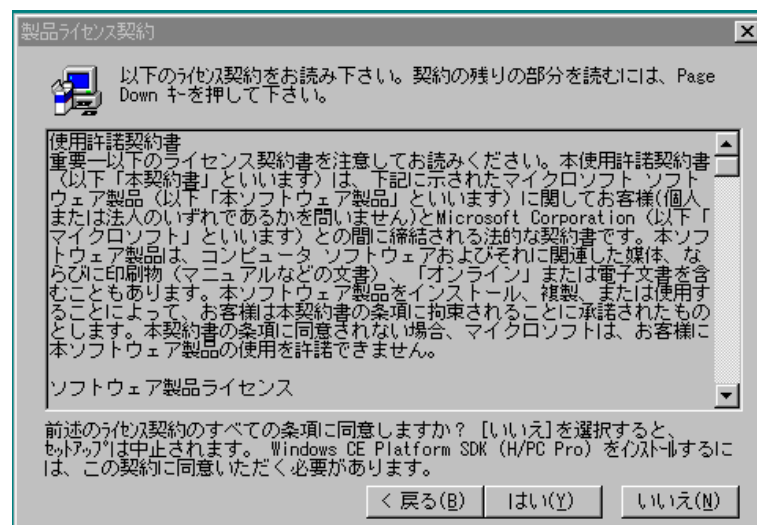 製品ライセンス契約
以下のﾗｲｾﾝｽ契約をお読み下さい。契約の残りの部分を読むには、Page
Down キーを押して下さい。
使用許諾契約書
重要―以下のライセンス契約書を注意してお読みください。本使用許諾契約書
（以下「本契約書」といいます）は、下記に示されたマイクロソフト ソフト
ウェア製品（以下「本ソフトウェア製品」といいます）に関してお客様(個人
または法人のいずれであるかを問いません)とMicrosoft Corporation（以下「
マイクロソフト」といいます）との間に締結される法的な契約書です。本ソフ
トウェア製品は、コンピュータ ソフトウェアおよびそれに関連した媒体、な
らびに印刷物（マニュアルなどの文書）、「オンライン」または電子文書を含
むこともあります。本ソフトウェア製品をインストール、複製、または使用す
ることによって、お客様は本契約書の条項に拘束されることに承諾されたもの
とします。本契約書の条項に同意されない場合、マイクロソフトは、お客様に
本ソフトウェア製品の使用を許諾できません。
ソフトウェア製品ライセンス
前述のﾗｲｾﾝｽ契約のすべての条項に同意しますか？ [いいえ]を選択すると、
ｾｯﾄｱｯﾌﾟは中止されます。 Windows CE Platform SDK (H/PC Pro) をｲﾝｽﾄｰﾙするに
は、この契約に同意いただく必要があります。
< 戻る(B)
はい(Y)
いいえ(N)